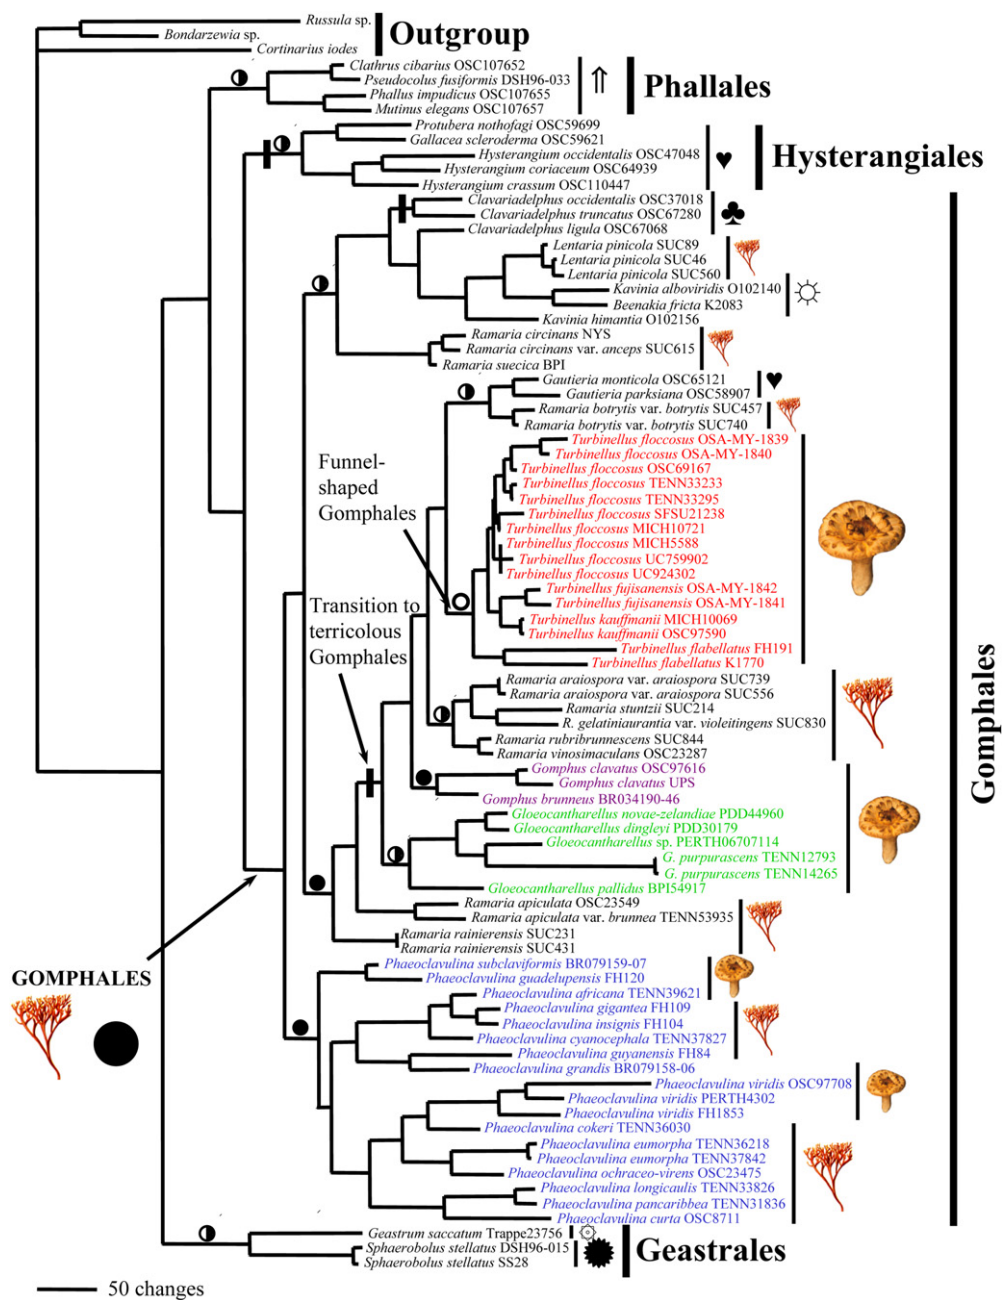 Russula sp.
Bondarzewia sp.
Cortinarius iodes
Outgroup
Clathrus cibarius OSC107652
Pseudocolus fusiformis DSH96-033
Phallus impudicus OSC107655
Mutinus elegans OSC107657
Phallales
Protubera nothofagi OSC59699
Gallacea scleroderma OSC59621
Hysterangium occidentalis OSC47048
Hysterangium coriaceum OSC64939
Hysterangium crassum OSC110447
Hysterangiales
Clavariadelphus occidentalis OSC37018
Clavariadelphus truncatus OSC67280
Clavariadelphus ligula OSC67068
Lentaria pinicola SUC89
Lentaria pinicola SUC46
Lentaria pinicola SUC560
Kavinia alboviridis O102140
Beenakia fricta K2083
Kavinia himantia O102156
Ramaria circinans NYS
Ramaria circinans var. anceps SUC615
Ramaria suecica BPI
Gautieria monticola OSC65121
Gautieria parksiana OSC58907
Ramaria botrytis var. botrytis SUC457
Ramaria botrytis var. botrytis SUC740
Turbinellus floccosus OSA-MY-1839
Turbinellus floccosus OSA-MY-1840
Turbinellus floccosus OSC69167
Turbinellus floccosus TENN33233
Turbinellus floccosus TENN33295
Turbinellus floccosus SFSU21238
Turbinellus floccosus MICH10721
Turbinellus floccosus MICH5588
Turbinellus floccosus UC759902
Turbinellus floccosus UC924302
Turbinellus fujisanensis OSA-MY-1842
Turbinellus fujisanensis OSA-MY-1841
Turbinellus kauffmanii MICH10069
Turbinellus kauffmanii OSC97590
Turbinellus flabellatus FH191
Turbinellus flabellatus K1770
Funnel-
shaped
Gomphales
Transition to
terricolous
Gomphales
Ramaria araiospora var. araiospora SUC739
Ramaria araiospora var. araiospora SUC556
Ramaria stuntzii SUC214
R. gelatiniaurantia var. violeitingens SUC830
Ramaria rubribrunnescens SUC844
Ramaria vinosimaculans OSC23287
Gomphus clavatus OSC97616
Gomphus clavatus UPS
Gomphus brunneus BR034190-46
Gloeocantharellus novae-zelandiae PDD44960
Gloeocantharellus dingleyi PDD30179
Gloeocantharellus sp. PERTH06707114
G. purpurascens TENN12793
G. purpurascens TENN14265
Gloeocantharellus pallidus BPI54917
Ramaria apiculata OSC23549
Ramaria apiculata var. brunnea TENN53935
Ramaria rainierensis SUC231
Ramaria rainierensis SUC431
Gomphales
GOMPHALES
Phaeoclavulina subclaviformis BR079159-07
Phaeoclavulina guadelupensis FH120
Phaeoclavulina africana TENN39621
Phaeoclavulina gigantea FH109
Phaeoclavulina insignis FH104
Phaeoclavulina cyanocephala TENN37827
Phaeoclavulina guyanensis FH84
Phaeoclavulina grandis BR079158-06
Phaeoclavulina viridis OSC97708
Phaeoclavulina viridis PERTH4302
Phaeoclavulina viridis FH1853
Phaeoclavulina cokeri TENN36030
Phaeoclavulina eumorpha TENN36218
Phaeoclavulina eumorpha TENN37842
Phaeoclavulina ochraceo-virens OSC23475
Phaeoclavulina longicaulis TENN33826
Phaeoclavulina pancaribbea TENN31836
Phaeoclavulina curta OSC8711
Geastrum saccatum Trappe23756
Sphaerobolus stellatus DSH96-015
Sphaerobolus stellatus SS28
Geastrales
50 changes